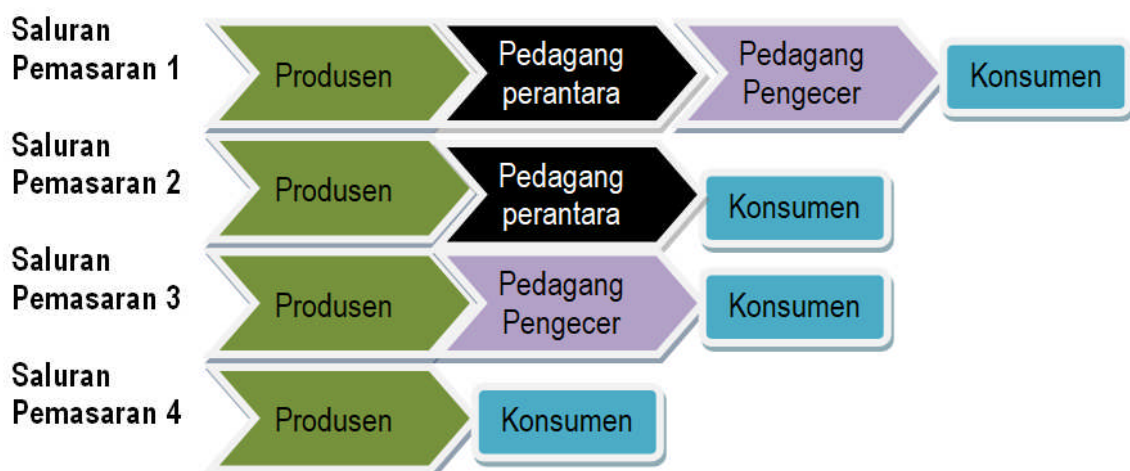 Saluran
Pemasaran 1
Produsen
Pedagang
perantara
Pedagang
Pengecer
Konsumen
Saluran
Pemasaran 2
Produsen
Pedagang
perantara
Konsumen
Saluran
Pemasaran 3
Produsen
Pedagang
Pengecer
Konsumen
Saluran
Pemasaran 4
Produsen
Konsumen